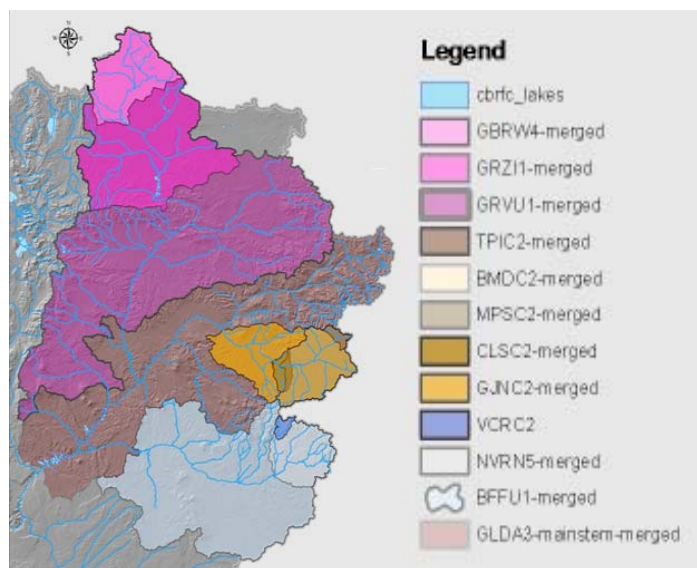 Legend
cbrfc_lakes
GBRW4-merged
GRZI1-merged
GRVU1-merged
TPIC2-merged
BMDC2-merged
MPSC2-merged
CLSC2-merged
GJNC2-merged
VCRC2
NVRN5-merged
BFFU1-merged
GLDA3-mainstem-merged